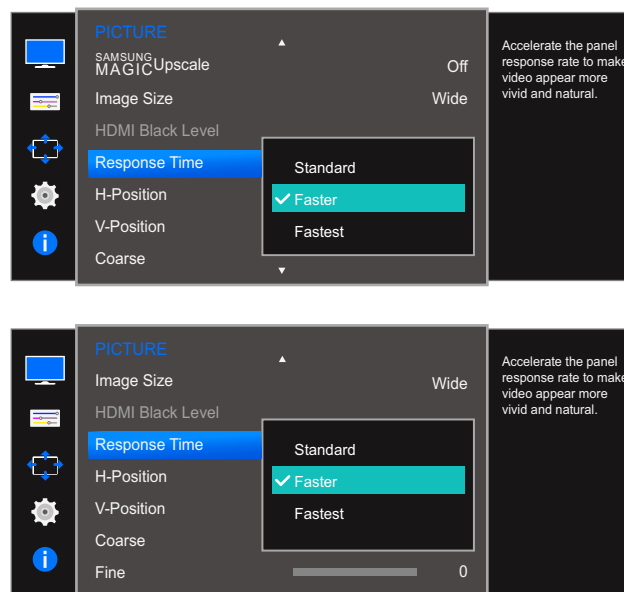 PICTURE
SAMSUNG
MAGIC Upscale Off
Image Size Wide
HDMI Black Level
Response Time
Standard
H-Position
Faster
V-Position
Fastest
Coarse
Accelerate the panel
response rate to make
video appear more
vivid and natural.
i
PICTURE
Image Size Wide
HDMI Black Level
Response Time
Standard
H-Position
Faster
V-Position
Fastest
Coarse
Fine 0
Accelerate the panel
response rate to make
video appear more
vivid and natural.
i